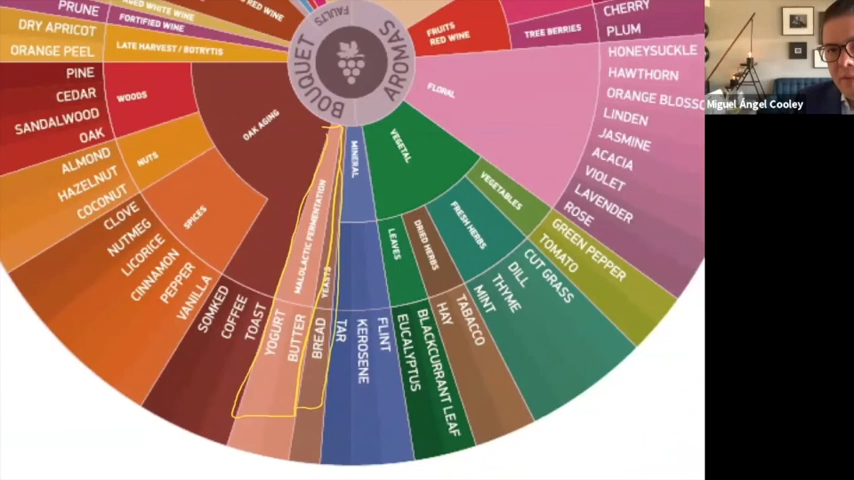 PRUNE
AGED WHITE WINE
RED WINE
FORTIFIED WINE
DRY APRICOT
ORANGE PEEL
LATE HARVEST / BOTRYTIS
FAULTS
BOUQUET
AROMAS
FRUITS
RED WINE
TREE BERRIES
CHERRY
PLUM
PINE
CEDAR
SANDALWOOD
OAK
WOODS
OAK AGING
ALMOND
HAZELNUT
COCONUT
NUTS
CLOVE
NUTMEG
LICORICE
CINNAMON
PEPPER
VANILLA
SPICES
SOMKED
COFFEE
TOAST
MALOLACTIC FERMENTATION
YOGURT
BUTTER
YEASTS
BREAD
MINERAL
TAR
KEROSENE
FLINT
VEGETAL
LEAVES
EUCALYPTUS
BLACKCURRANT LEAF
DRIED HERBS
HAY
TABACCO
FRESH HERBS
MINT
THYME
DILL
CUT GRASS
VEGETABLES
TOMATO
GREEN PEPPER
FLORAL
HONEYSUCKLE
HAWTHORN
ORANGE BLOSSO
LINDEN
JASMINE
ACACIA
VIOLET
LAVENDER
ROSE
Miguel Ángel Cooley